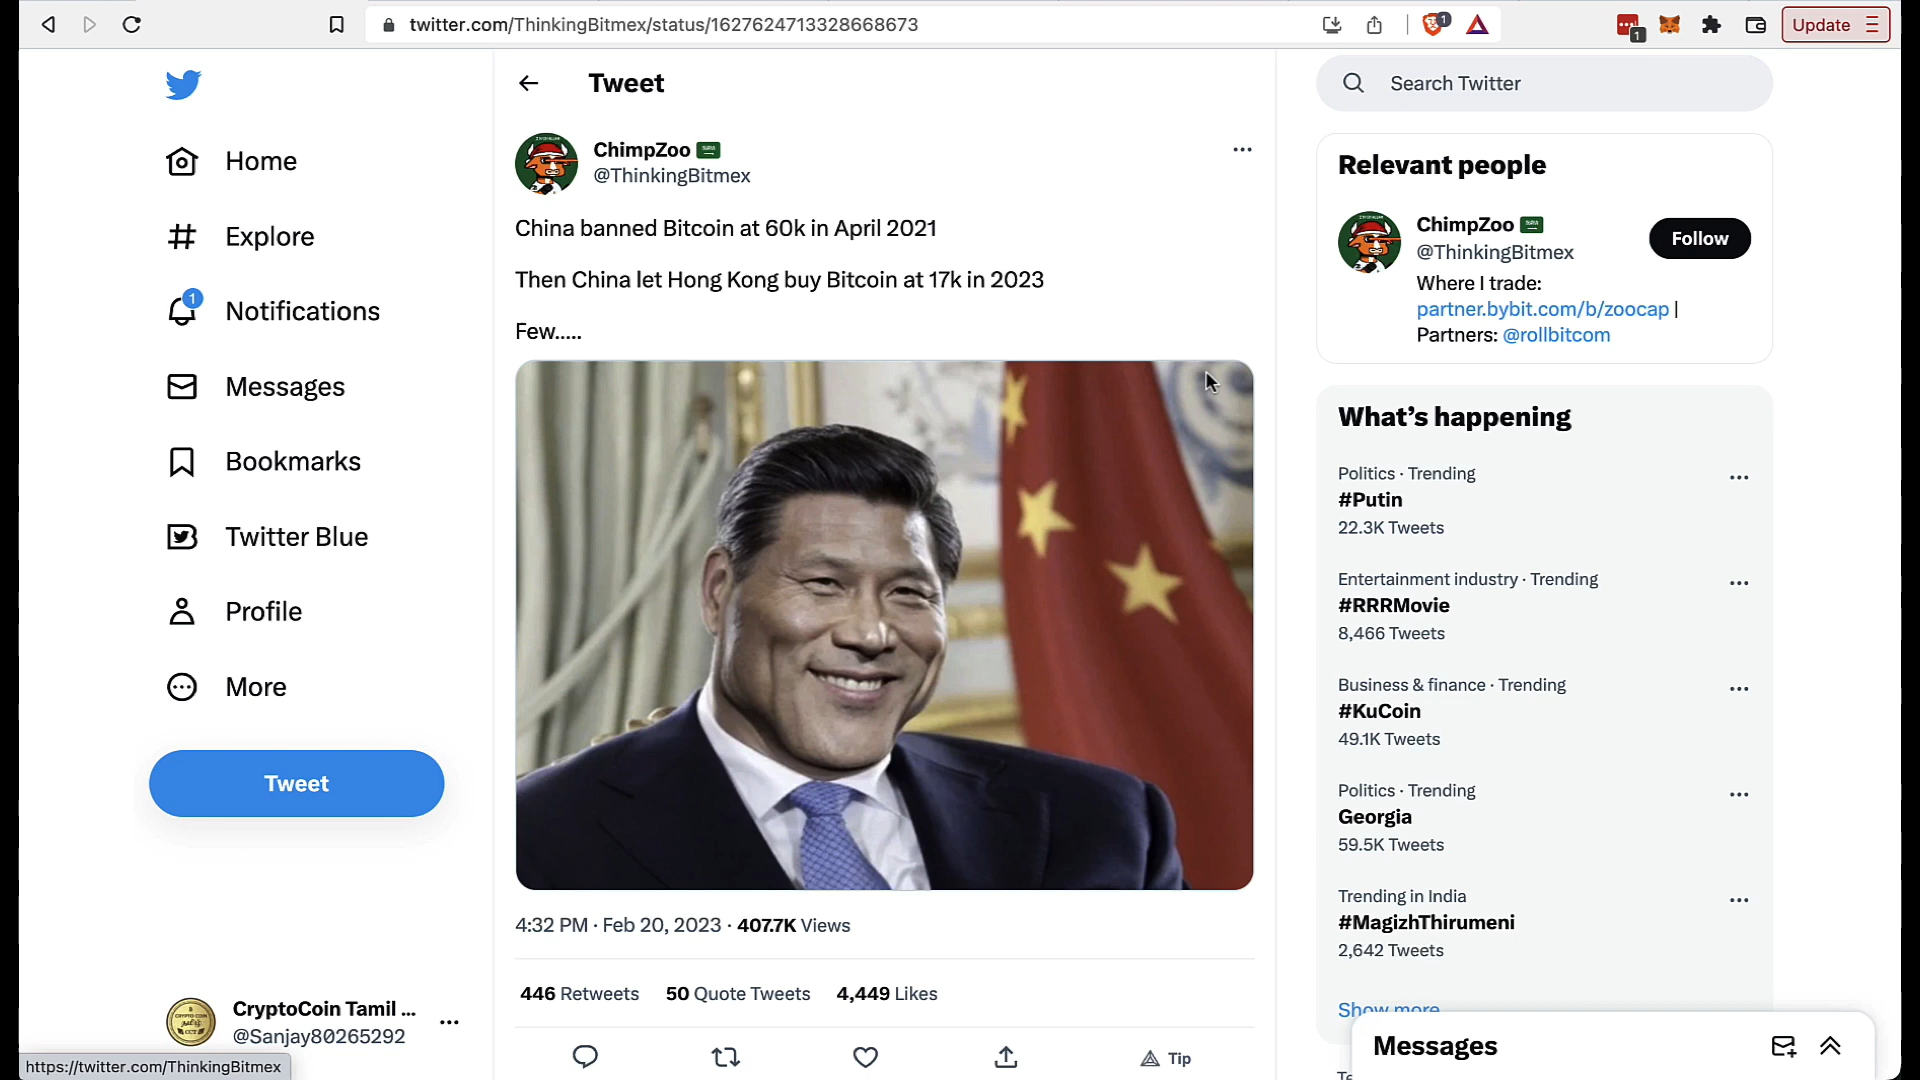 twitter.com/ThinkingBitmex/status/1627624713328668673
1
1
Update
Home
Explore
1
Notifications
Messages
Bookmarks
Twitter Blue
Profile
More
Tweet
CryptoCoin Tamil ...
@Sanjay80265292
https://twitter.com/ThinkingBitmex
Tweet
ChimpZoo
@ThinkingBitmex
China banned Bitcoin at 60k in April 2021
Then China let Hong Kong buy Bitcoin at 17k in 2023
Few.....
4:32 PM · Feb 20, 2023 · 407.7K Views
446 Retweets 50 Quote Tweets 4,449 Likes
Tip
Search Twitter
Relevant people
ChimpZoo
@ThinkingBitmex
Follow
Where I trade:
partner.bybit.com/b/zoocap |
Partners: @rollbitcom
What's happening
Politics · Trending
#Putin
22.3K Tweets
Entertainment industry · Trending
#RRRMovie
8,466 Tweets
Business & finance · Trending
#KuCoin
49.1K Tweets
Politics · Trending
Georgia
59.5K Tweets
Trending in India
#MagizhThirumeni
2,642 Tweets
Show more
Messages